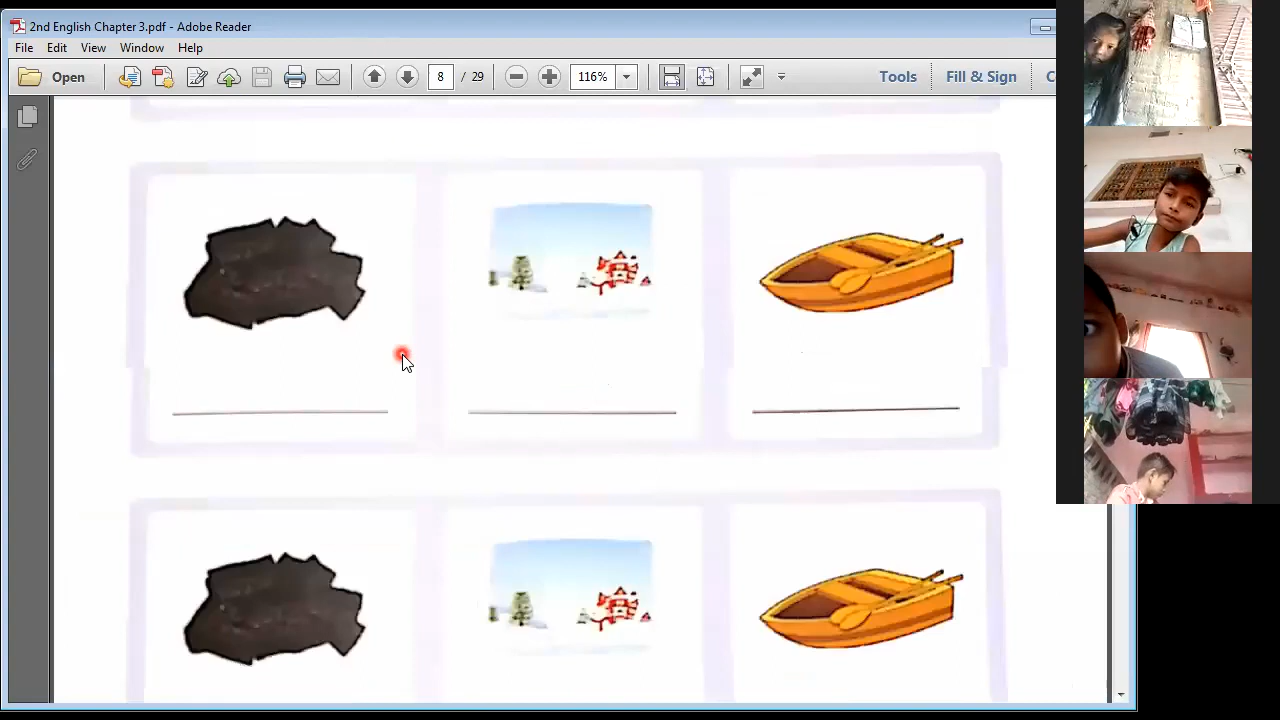 2nd English Chapter 3.pdf - Adobe Reader
File Edit View Window Help
Open 8 / 29 116% Tools Fill & Sign